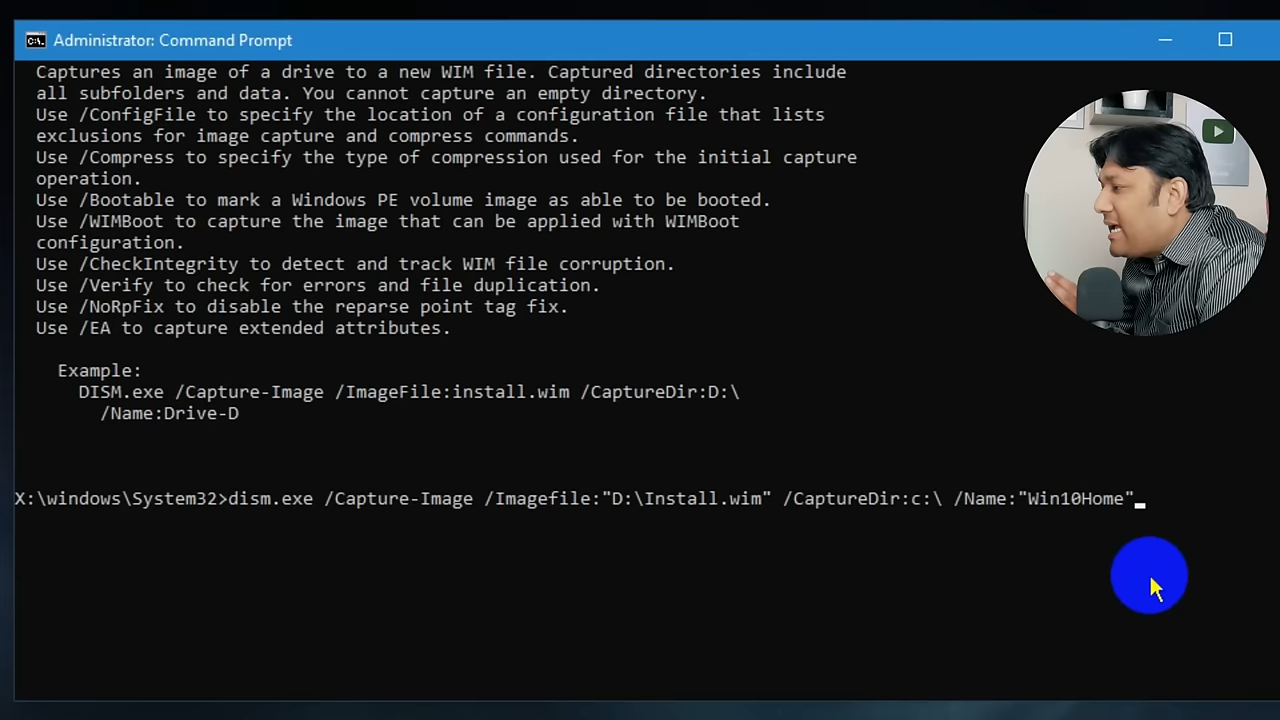 Administrator: Command Prompt
Captures an image of a drive to a new WIM file. Captured directories include
all subfolders and data. You cannot capture an empty directory.
Use /ConfigFile to specify the location of a configuration file that lists
exclusions for image capture and compress commands.
Use /Compress to specify the type of compression used for the initial capture
operation.
Use /Bootable to mark a Windows PE volume image as able to be booted.
Use /WIMBoot to capture the image that can be applied with WIMBoot
configuration.
Use /CheckIntegrity to detect and track WIM file corruption.
Use /Verify to check for errors and file duplication.
Use /NoRpFix to disable the reparse point tag fix.
Use /EA to capture extended attributes.
Example:
DISM.exe /Capture-Image /ImageFile:install.wim /CaptureDir:D:\
/Name:Drive-D
X:\windows\System32>dism.exe /Capture-Image /Imagefile:"D:\Install.wim" /CaptureDir:c:\ /Name:"Win10Home"